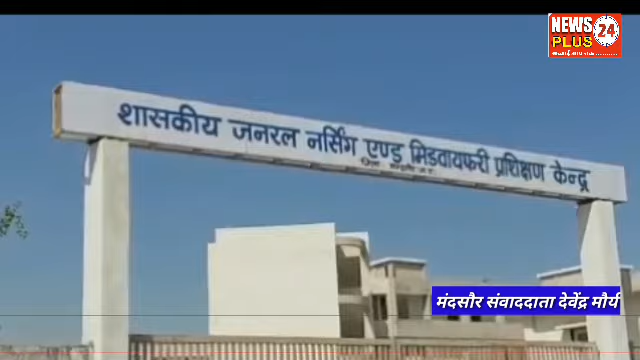 NEWS
PLUS 24
शासकीय जनरल नर्सिंग एण्ड मिडवायफरी प्रशिक्षण केन्द्र
जिला
मंदसौर संवाददाता देवेंद्र मौर्य